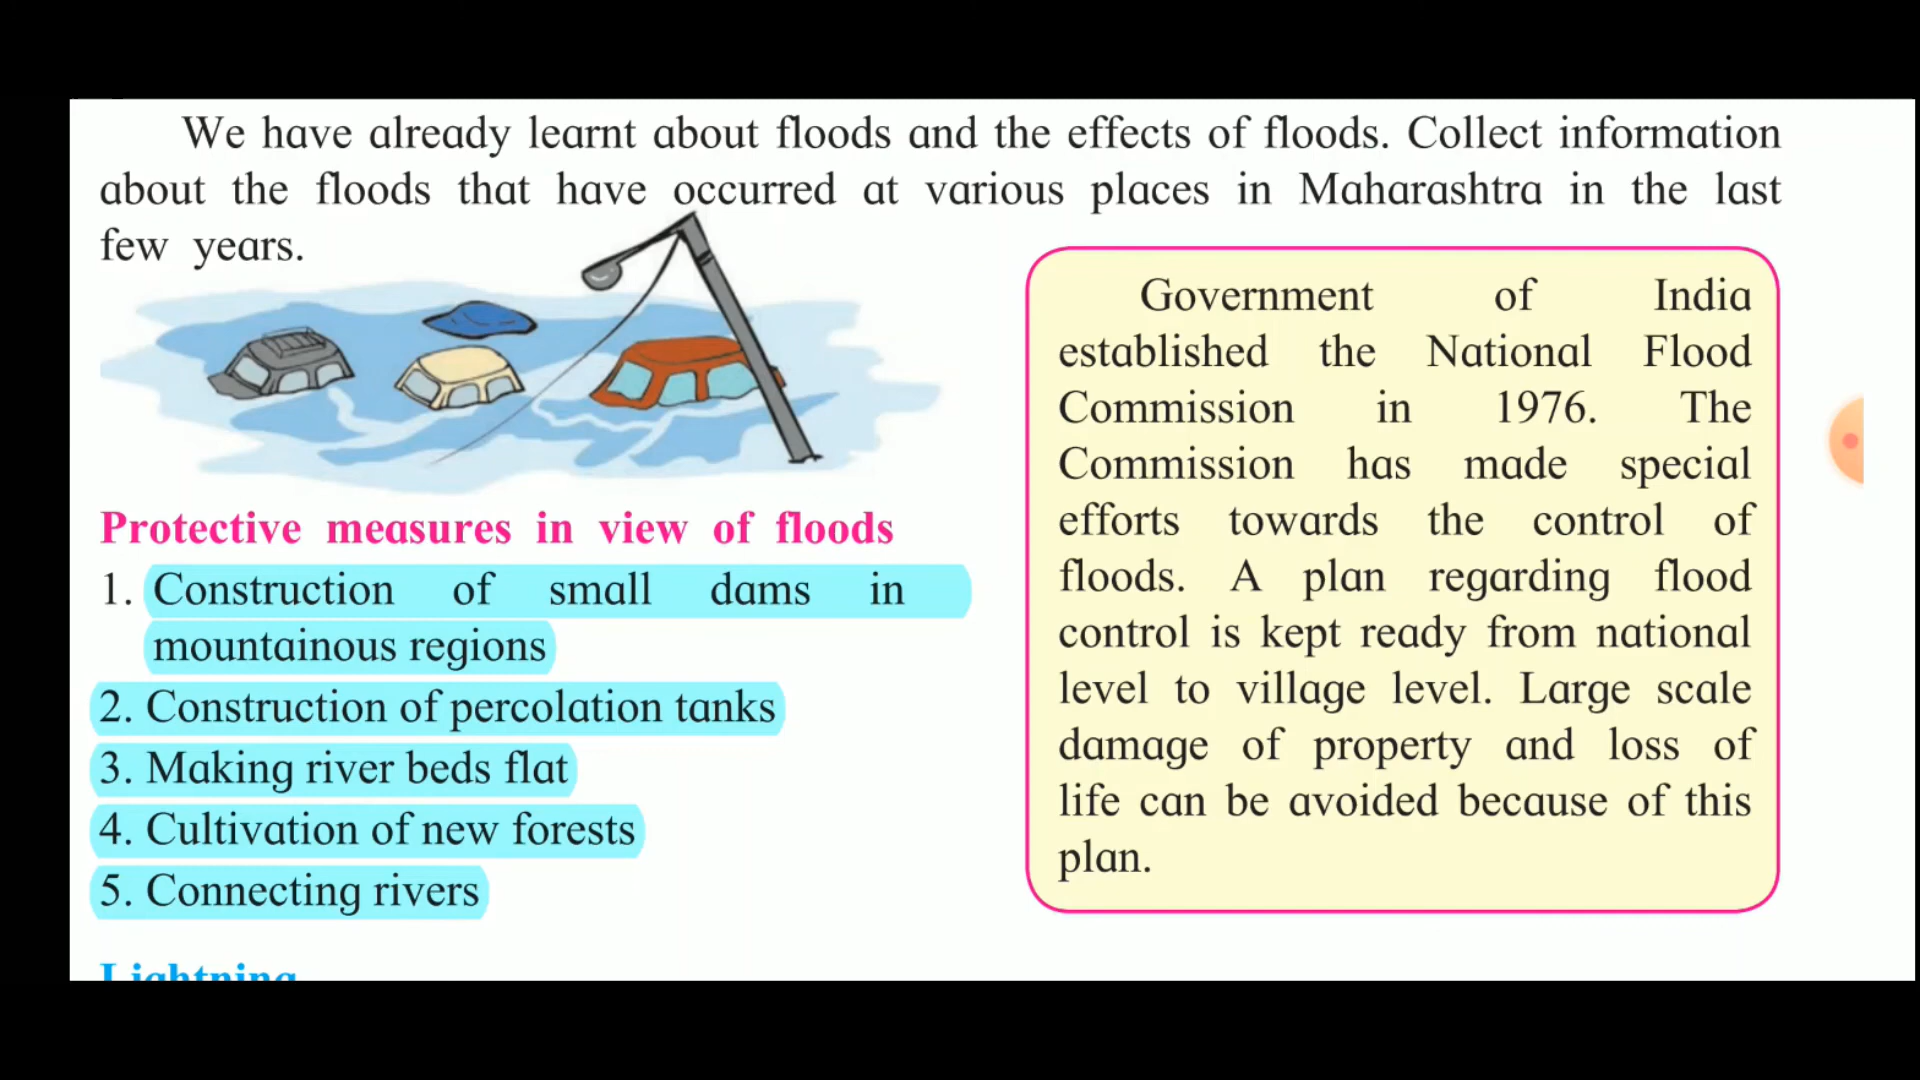 We have already learnt about floods and the effects of floods. Collect information
about the floods that have occurred at various places in Maharashtra in the last
few years.
Protective measures in view of floods
1. Construction of small dams in
mountainous regions
2. Construction of percolation tanks
3. Making river beds flat
4. Cultivation of new forests
5. Connecting rivers
Government of India
established the National Flood
Commission in 1976. The
Commission has made special
efforts towards the control of
floods. A plan regarding flood
control is kept ready from national
level to village level. Large scale
damage of property and loss of
life can be avoided because of this
plan.
Lightning